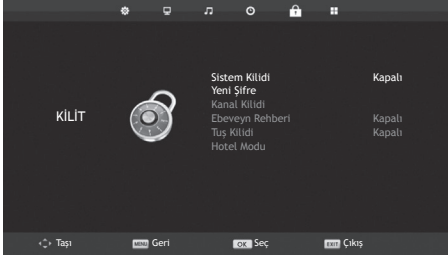 KİLİT
Sistem Kilidi Kapalı
Yeni Şifre
Kanal Kilidi
Ebeveyn Rehberi Kapalı
Tuş Kilidi Kapalı
Hotel Modu
Taşı MENU Geri OK Seç EXIT Çıkış